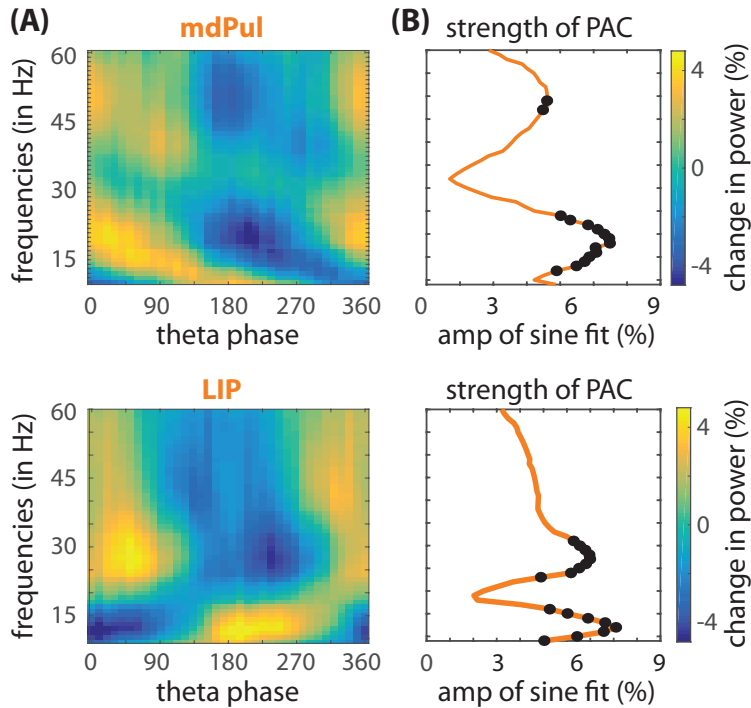 (A)
mdPul
frequencies (in Hz)
60
45
30
15
0 90 180 270 360
theta phase
(B)
strength of PAC
0 3 6 9
amp of sine fit (%)
4
0
-4
change in power (%)
LIP
frequencies (in Hz)
60
45
30
15
0 90 180 270 360
theta phase
strength of PAC
0 3 6 9
amp of sine fit (%)
4
0
-4
change in power (%)